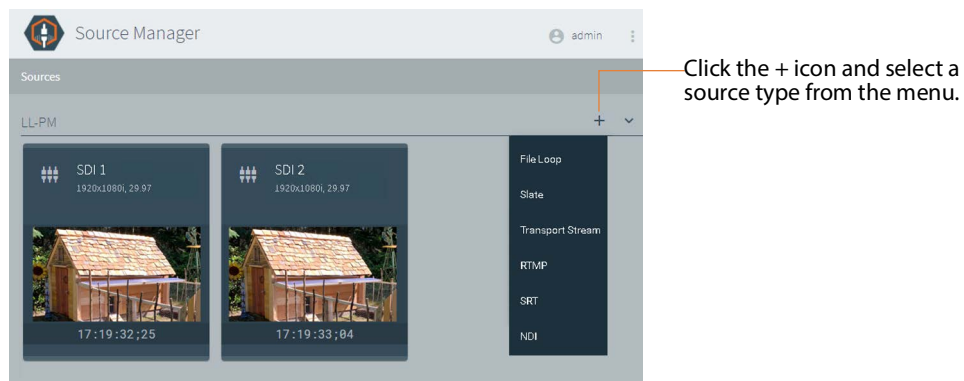 Source Manager
admin
Sources
Click the + icon and select a
source type from the menu.
LL-PM
+
SDI 1
1920x1080i, 29.97
17:19:32;25
SDI 2
1920x1080i, 29.97
17:19:33;04
File Loop
Slate
Transport Stream
RTMP
SRT
NDI